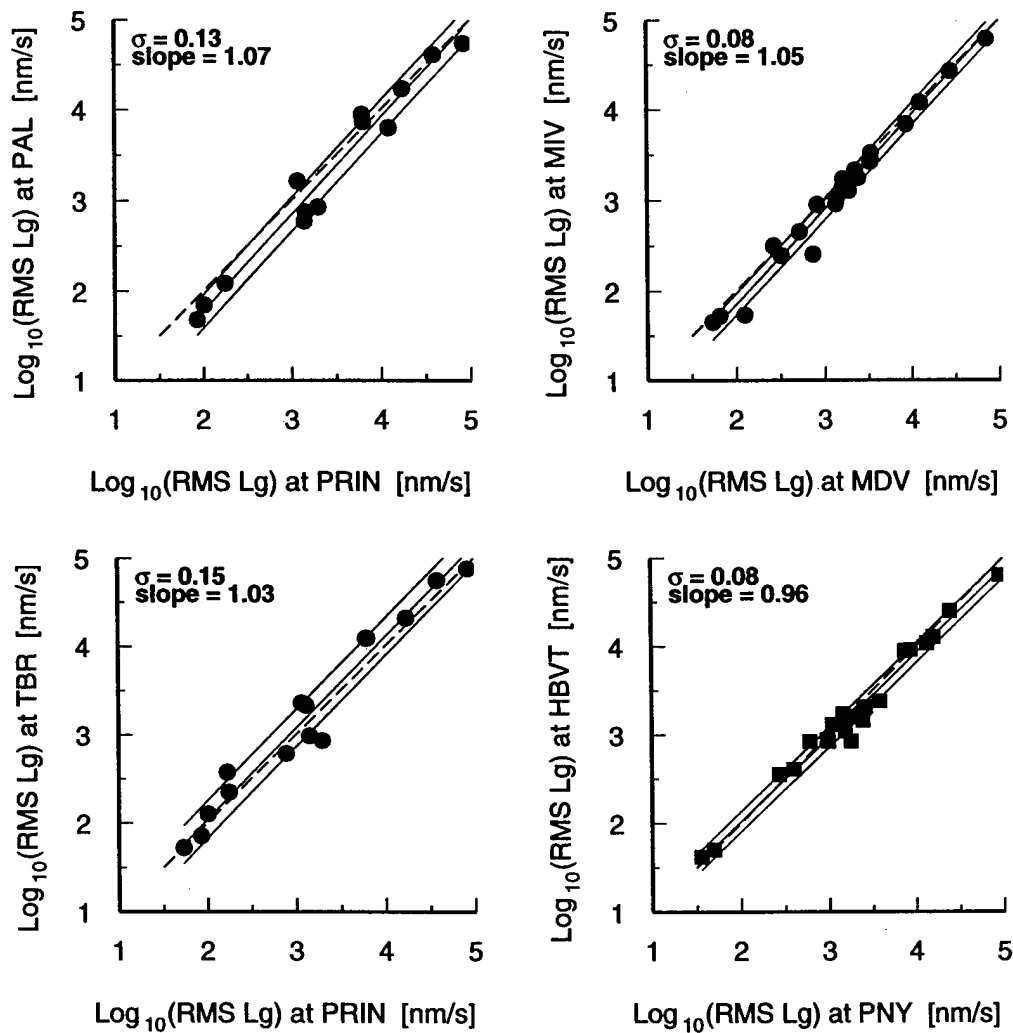 Log10(RMS Lg) at PAL [nm/s]
σ = 0.13
slope = 1.07
5
4
3
2
1
1 2 3 4 5
Log10(RMS Lg) at PRIN [nm/s]
Log10(RMS Lg) at MIV [nm/s]
σ = 0.08
slope = 1.05
5
4
3
2
1
1 2 3 4 5
Log10(RMS Lg) at MDV [nm/s]
Log10(RMS Lg) at TBR [nm/s]
σ = 0.15
slope = 1.03
5
4
3
2
1
1 2 3 4 5
Log10(RMS Lg) at PRIN [nm/s]
Log10(RMS Lg) at HBVT [nm/s]
σ = 0.08
slope = 0.96
5
4
3
2
1
1 2 3 4 5
Log10(RMS Lg) at PNY [nm/s]